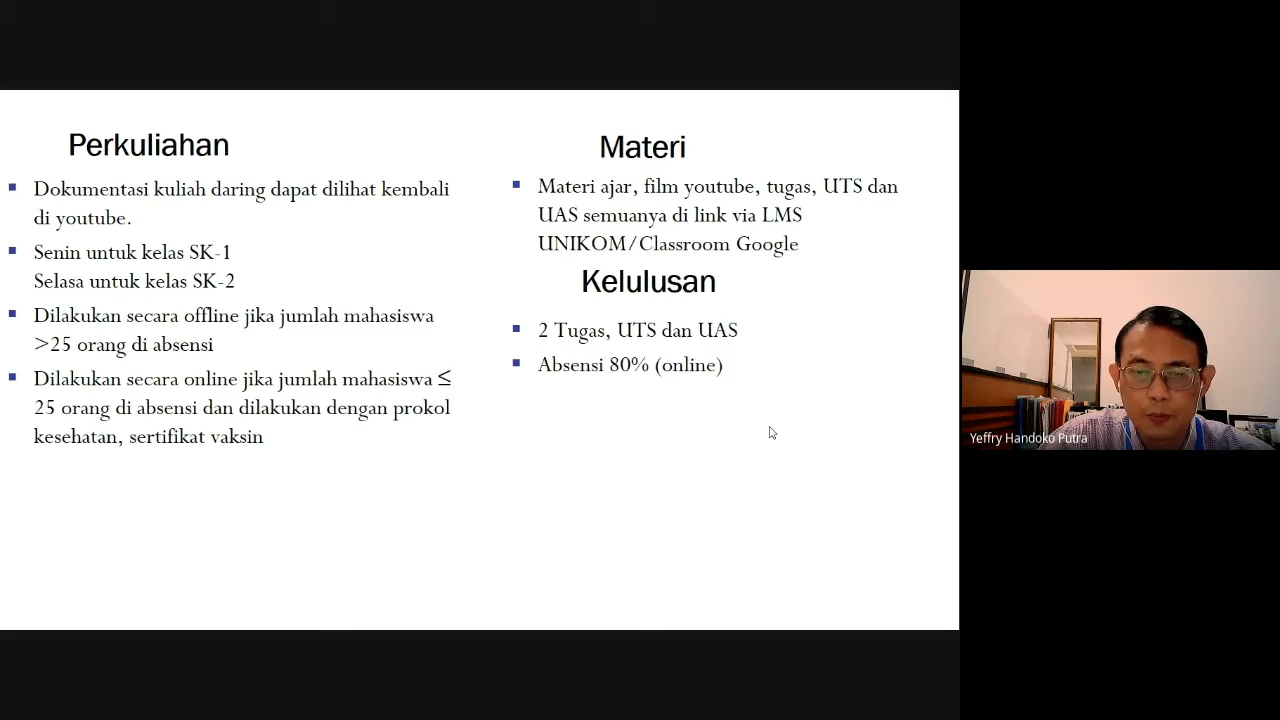 Perkuliahan
Dokumentasi kuliah daring dapat dilihat kembali
di youtube.
Senin untuk kelas SK-1
Selasa untuk kelas SK-2
Dilakukan secara offline jika jumlah mahasiswa
>25 orang di absensi
Dilakukan secara online jika jumlah mahasiswa ≤
25 orang di absensi dan dilakukan dengan prokol
kesehatan, sertifikat vaksin
Materi
Materi ajar, film youtube, tugas, UTS dan
UAS semuanya di link via LMS
UNIKOM/Classroom Google
Kelulusan
2 Tugas, UTS dan UAS
Absensi 80% (online)
Yeffry Handoko Putra